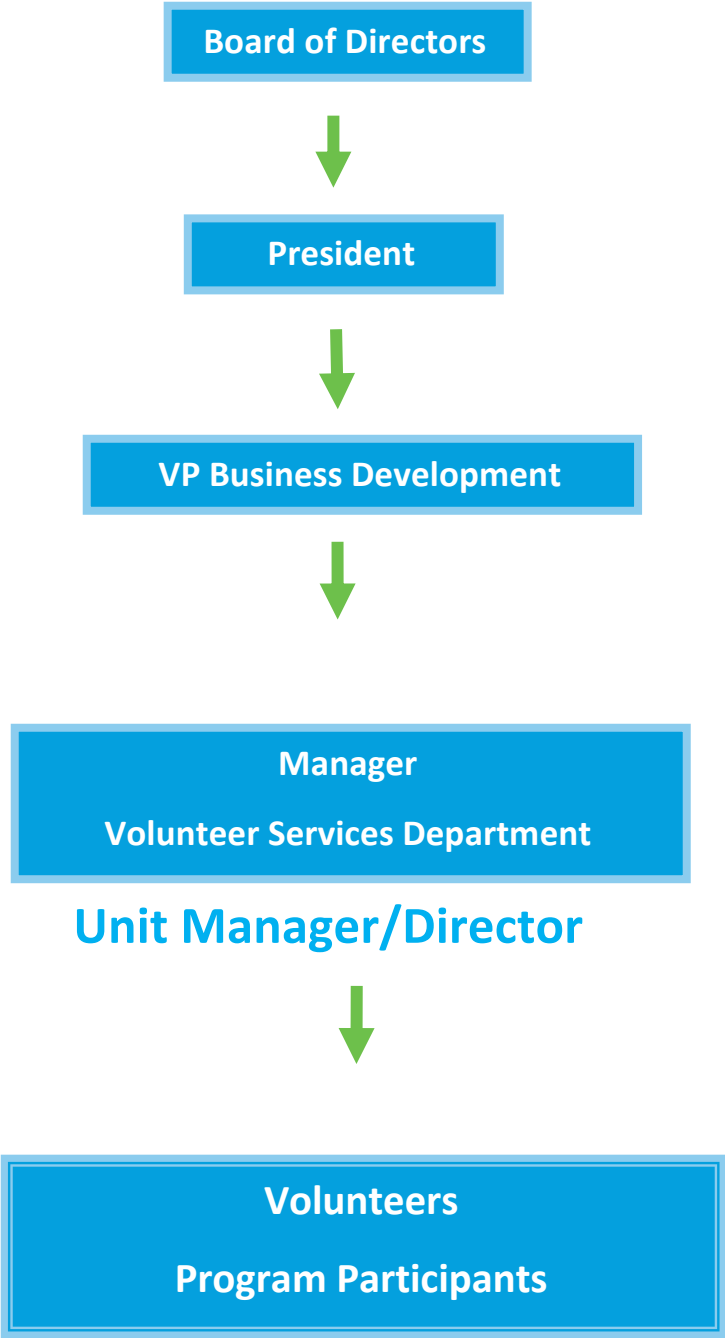 Board of Directors
President
VP Business Development
Manager
Volunteer Services Department
Unit Manager/Director
Volunteers
Program Participants